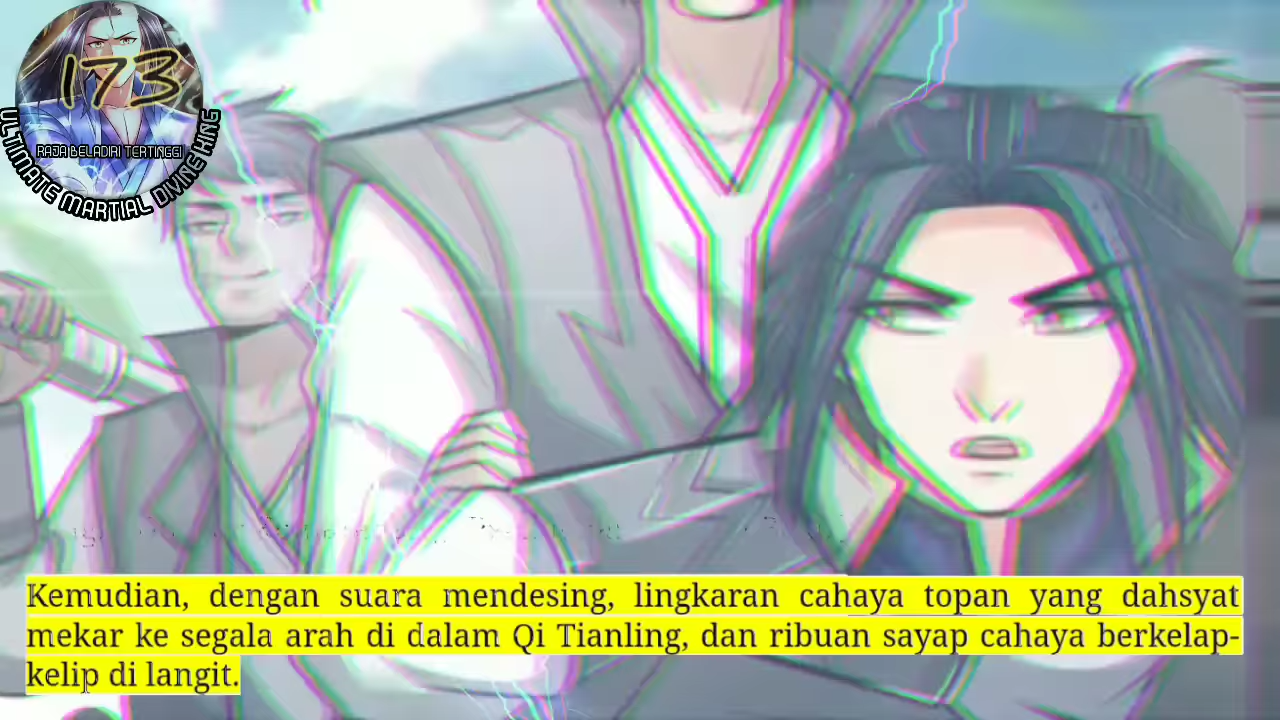 173
RAJA BELADIRI TERTINGGI
ULTIMATE MARTIAL DIVINE KING
Kemudian, dengan suara mendesing, lingkaran cahaya topan yang dahsyat
mekar ke segala arah di dalam Qi Tianling, dan ribuan sayap cahaya berkelap-
kelip di langit.